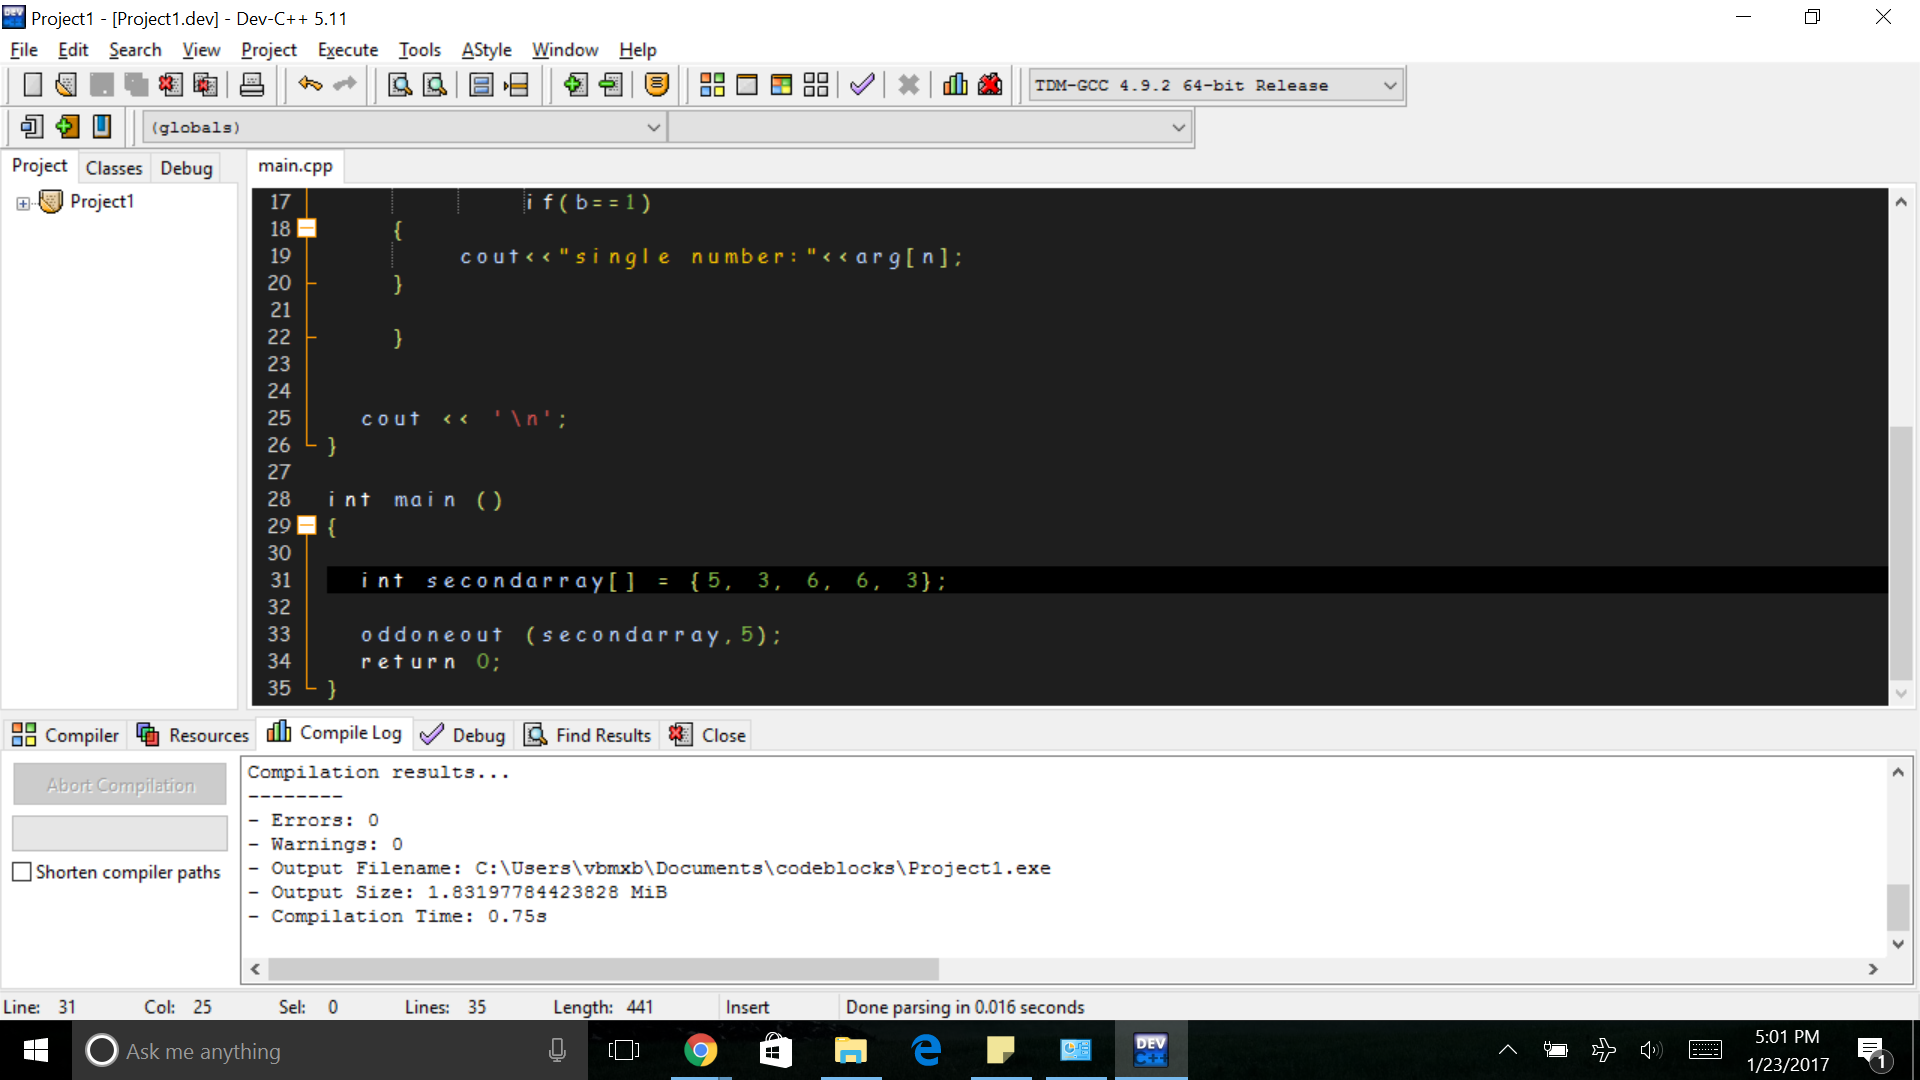 Project1 - [Project1.dev] - Dev-C++ 5.11
File Edit Search View Project Execute Tools AStyle Window Help
TDM-GCC 4.9.2 64-bit Release
(globals)
Project Classes Debug main.cpp
Project1
17 if(b==1)
18 {
19 cout<<"single number:"<<arg[n];
20 }
21
22 }
23
24
25 cout << '\n';
26 }
27
28 int main ()
29 {
30
31 int secondarray[] = {5, 3, 6, 6, 3};
32
33 oddoneout (secondarray,5);
34 return 0;
35 }
Compiler Resources Compile Log Debug Find Results Close
Abort Compilation
Shorten compiler paths
Compilation results...
--------
- Errors: 0
- Warnings: 0
- Output Filename: C:\Users\vbmxb\Documents\codeblocks\Project1.exe
- Output Size: 1.83197784423828 MiB
- Compilation Time: 0.75s
Line: 31 Col: 25 Sel: 0 Lines: 35 Length: 441 Insert Done parsing in 0.016 seconds
Ask me anything
DEV C++
5:01 PM
1/23/2017
1